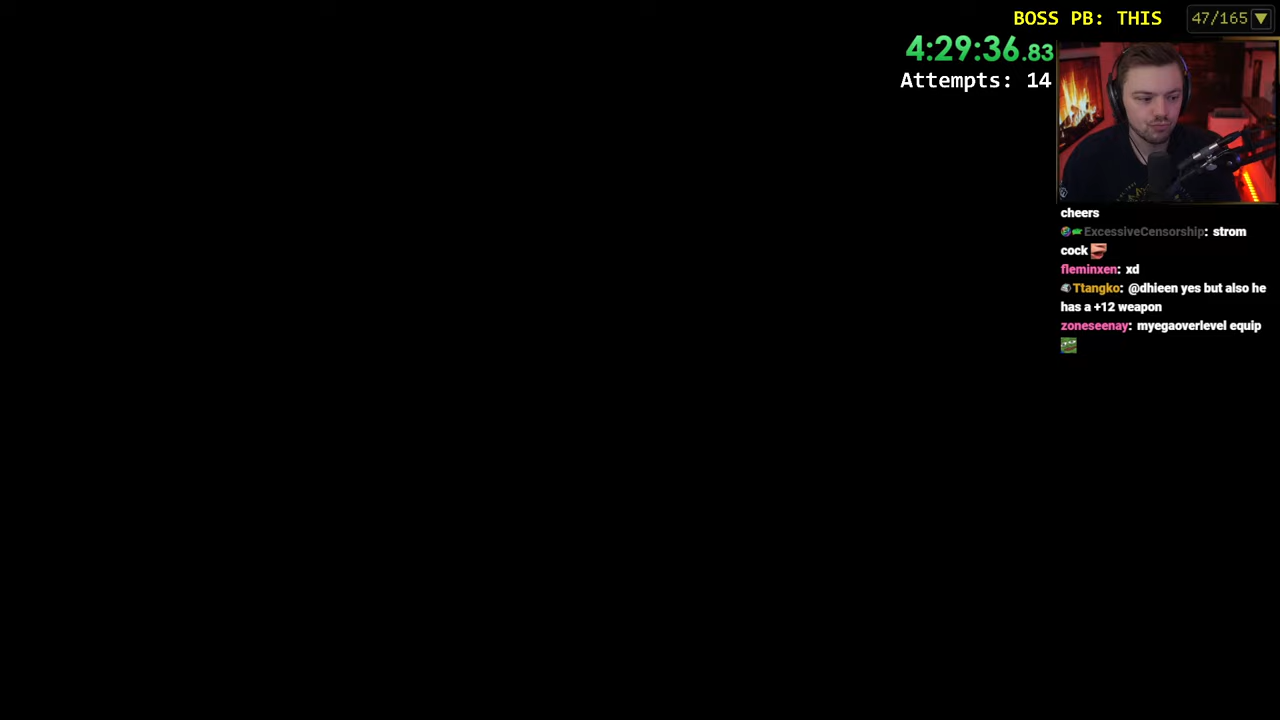 BOSS PB: THIS
47/165
4:29:36.83
Attempts: 14
cheers
ExcessiveCensorship: strom
cock
fleminxen: xd
Ttangko: @dhieen yes but also he
has a +12 weapon
zoneseenay: myegaoverlevel equip